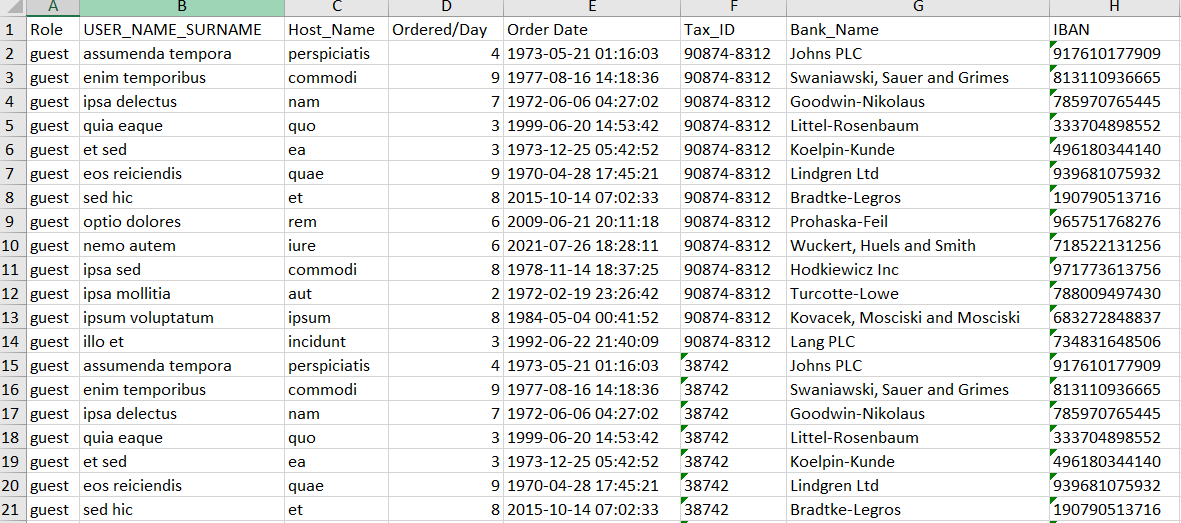 A B C D E F G H
1 Role USER_NAME_SURNAME Host_Name Ordered/Day Order Date Tax_ID Bank_Name IBAN
2 guest assumenda tempora perspiciatis 4 1973-05-21 01:16:03 90874-8312 Johns PLC 917610177909
3 guest enim temporibus commodi 9 1977-08-16 14:18:36 90874-8312 Swaniawski, Sauer and Grimes 813110936665
4 guest ipsa delectus nam 7 1972-06-06 04:27:02 90874-8312 Goodwin-Nikolaus 785970765445
5 guest quia eaque quo 3 1999-06-20 14:53:42 90874-8312 Littel-Rosenbaum 333704898552
6 guest et sed ea 3 1973-12-25 05:42:52 90874-8312 Koelpin-Kunde 496180344140
7 guest eos reiciendis quae 9 1970-04-28 17:45:21 90874-8312 Lindgren Ltd 939681075932
8 guest sed hic et 8 2015-10-14 07:02:33 90874-8312 Bradtke-Legros 190790513716
9 guest optio dolores rem 6 2009-06-21 20:11:18 90874-8312 Prohaska-Feil 965751768276
10 guest nemo autem iure 6 2021-07-26 18:28:11 90874-8312 Wuckert, Huels and Smith 718522131256
11 guest ipsa sed commodi 8 1978-11-14 18:37:25 90874-8312 Hodkiewicz Inc 971773613756
12 guest ipsa mollitia aut 2 1972-02-19 23:26:42 90874-8312 Turcotte-Lowe 788009497430
13 guest ipsum voluptatum ipsum 8 1984-05-04 00:41:52 90874-8312 Kovacek, Mosciski and Mosciski 683272848837
14 guest illo et incidunt 3 1992-06-22 21:40:09 90874-8312 Lang PLC 734831648506
15 guest assumenda tempora perspiciatis 4 1973-05-21 01:16:03 38742 Johns PLC 917610177909
16 guest enim temporibus commodi 9 1977-08-16 14:18:36 38742 Swaniawski, Sauer and Grimes 813110936665
17 guest ipsa delectus nam 7 1972-06-06 04:27:02 38742 Goodwin-Nikolaus 785970765445
18 guest quia eaque quo 3 1999-06-20 14:53:42 38742 Littel-Rosenbaum 333704898552
19 guest et sed ea 3 1973-12-25 05:42:52 38742 Koelpin-Kunde 496180344140
20 guest eos reiciendis quae 9 1970-04-28 17:45:21 38742 Lindgren Ltd 939681075932
21 guest sed hic et 8 2015-10-14 07:02:33 38742 Bradtke-Legros 190790513716